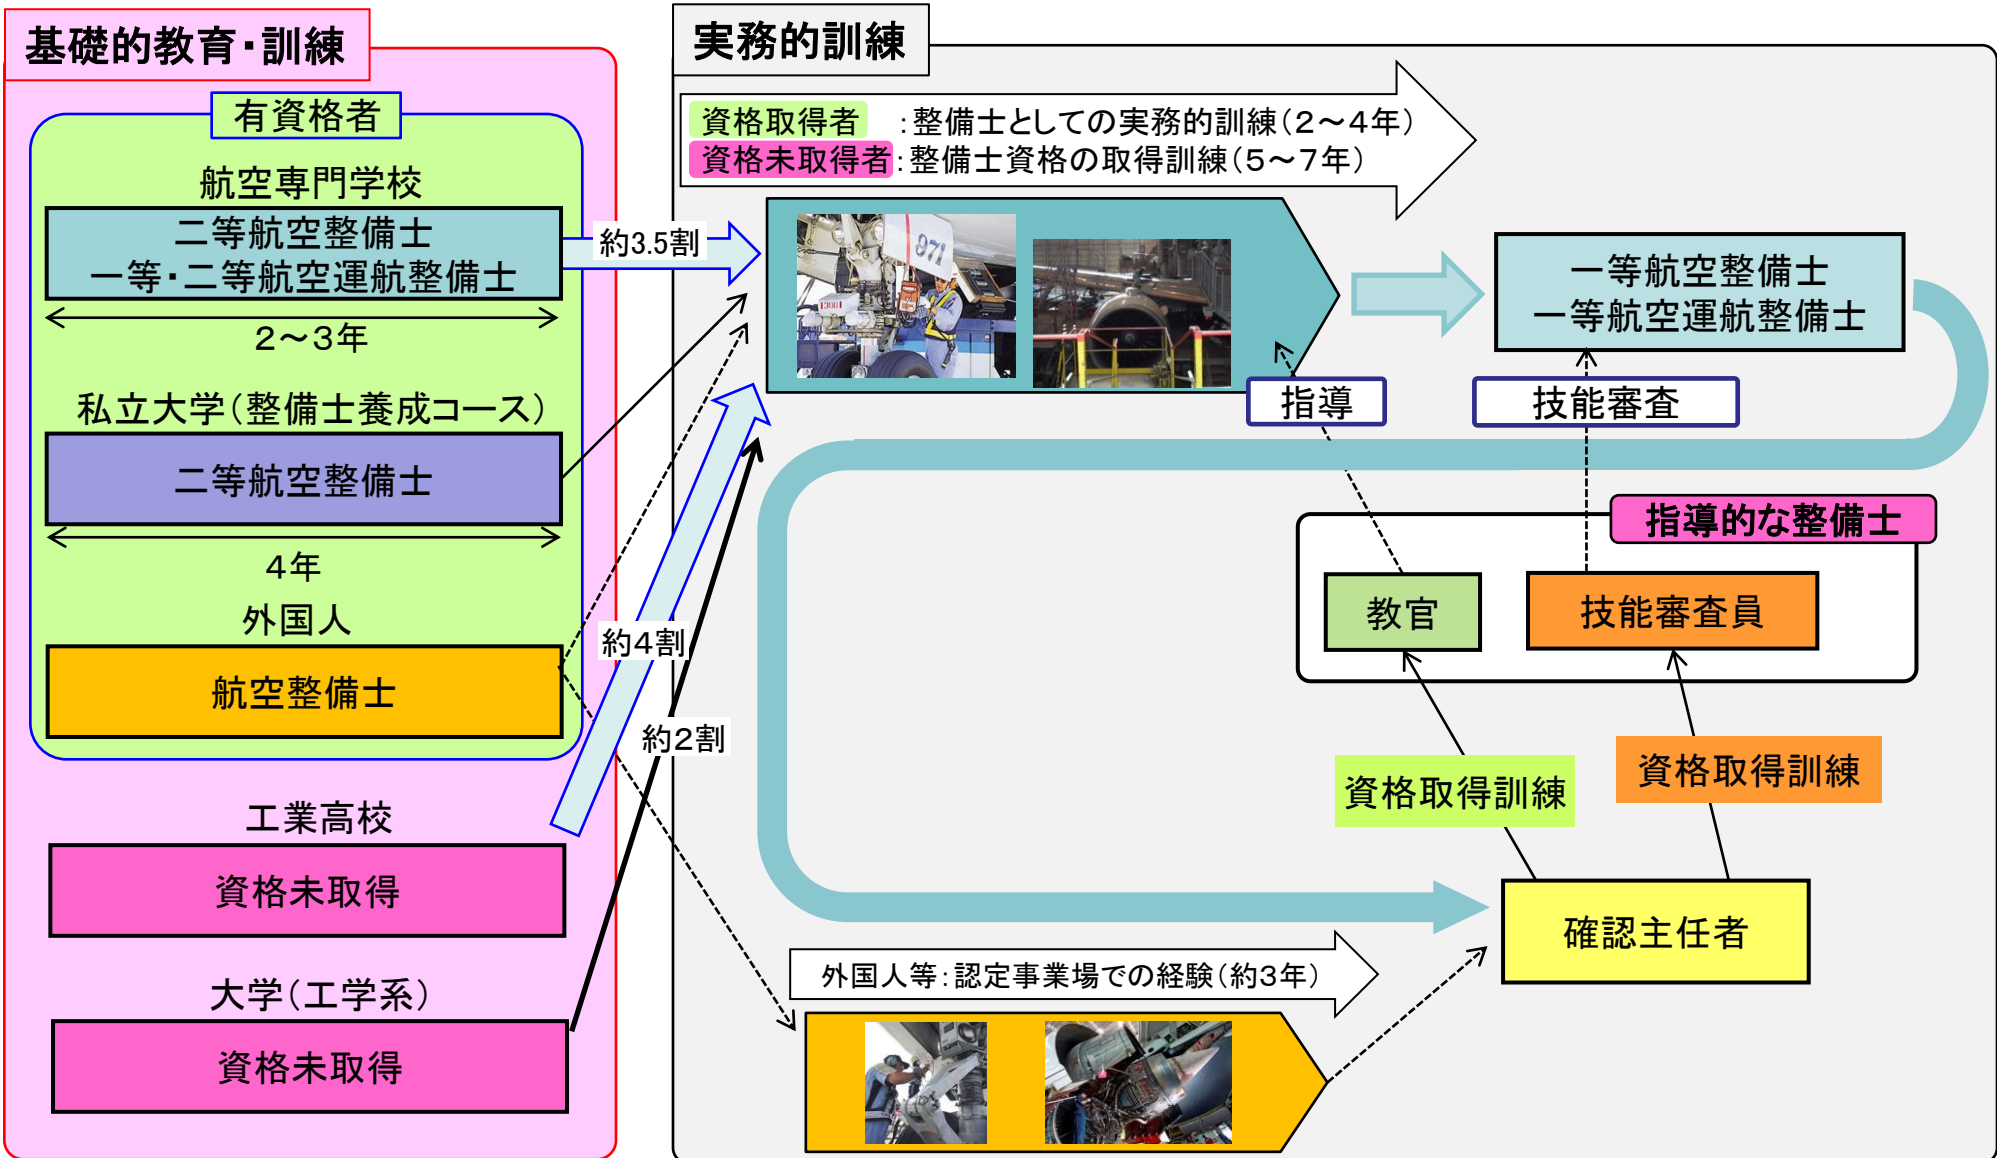 基礎的教育・訓練
有資格者
航空専門学校
二等航空整備士
一等・二等航空運航整備士
2～3年
私立大学(整備士養成コース)
二等航空整備士
4年
外国人
航空整備士
工業高校
資格未取得
大学(工学系)
資格未取得
約3.5割
約4割
約2割
実務的訓練
資格取得者 :整備士としての実務的訓練(2～4年)
資格未取得者:整備士資格の取得訓練(5～7年)
971
一等航空整備士
一等航空運航整備士
指導
技能審査
指導的な整備士
教官
技能審査員
資格取得訓練
資格取得訓練
確認主任者
外国人等:認定事業場での経験(約3年)